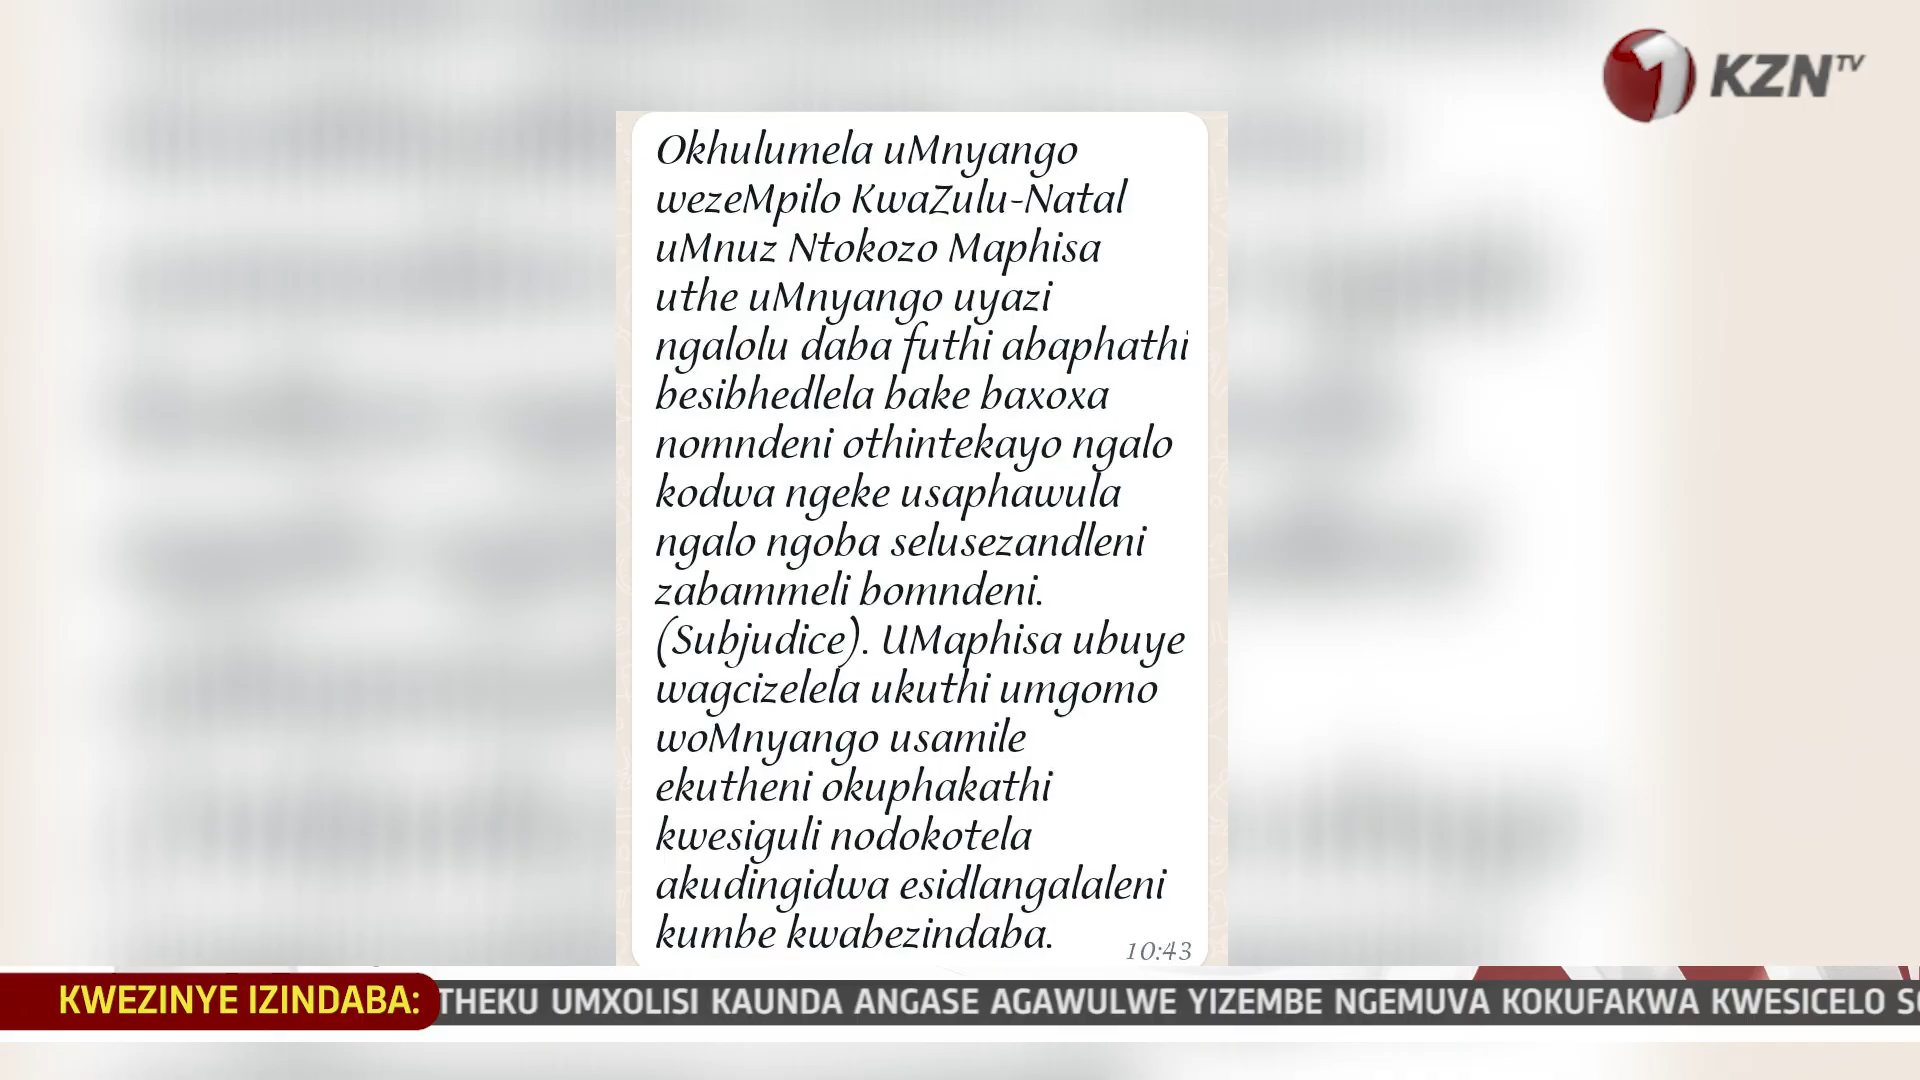 1KZN TV
Okhulumela uMnyango
wezeMpilo KwaZulu-Natal
uMnuz Ntokozo Maphisa
uthe uMnyango uyazi
ngalolu daba futhi abaphathi
besibhedlela bake baxoxa
nomndeni othintekayo ngalo
kodwa ngeke usaphawula
ngalo ngoba selusezandleni
zabammeli bomndeni.
(Subjudice). UMaphisa ubuye
wagcizelela ukuthi umgomo
woMnyango usamile
ekutheni okuphakathi
kwesiguli nodokotela
akudingidwa esidlangalaleni
kumbe kwabezindaba.
10:43
KWEZINYE IZINDABA: THEKU UMXOLISI KAUNDA ANGASE AGAWULWE YIZEMBE NGEMUVA KOKUFAKWA KWESICELO